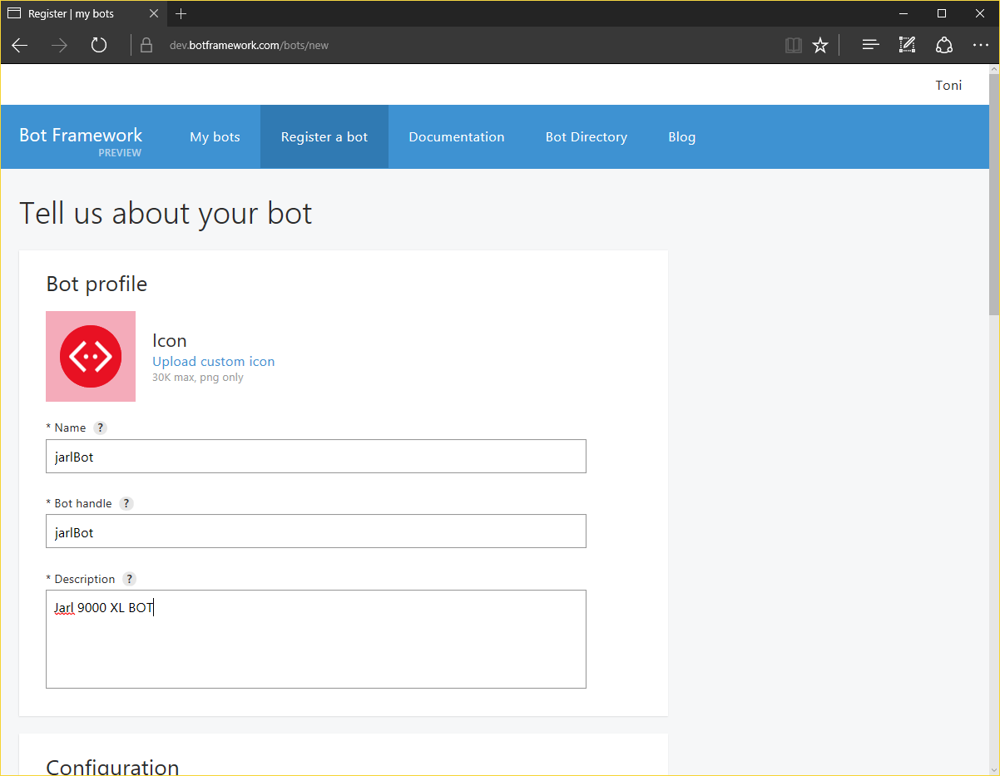 Register | my bots
dev.botframework.com/bots/new
Toni
Bot Framework
PREVIEW
My bots
Register a bot
Documentation
Bot Directory
Blog
Tell us about your bot
Bot profile
Icon
Upload custom icon
30K max, png only
* Name ?
jarlBot
* Bot handle ?
jarlBot
* Description ?
Jarl 9000 XL BOT
Configuration